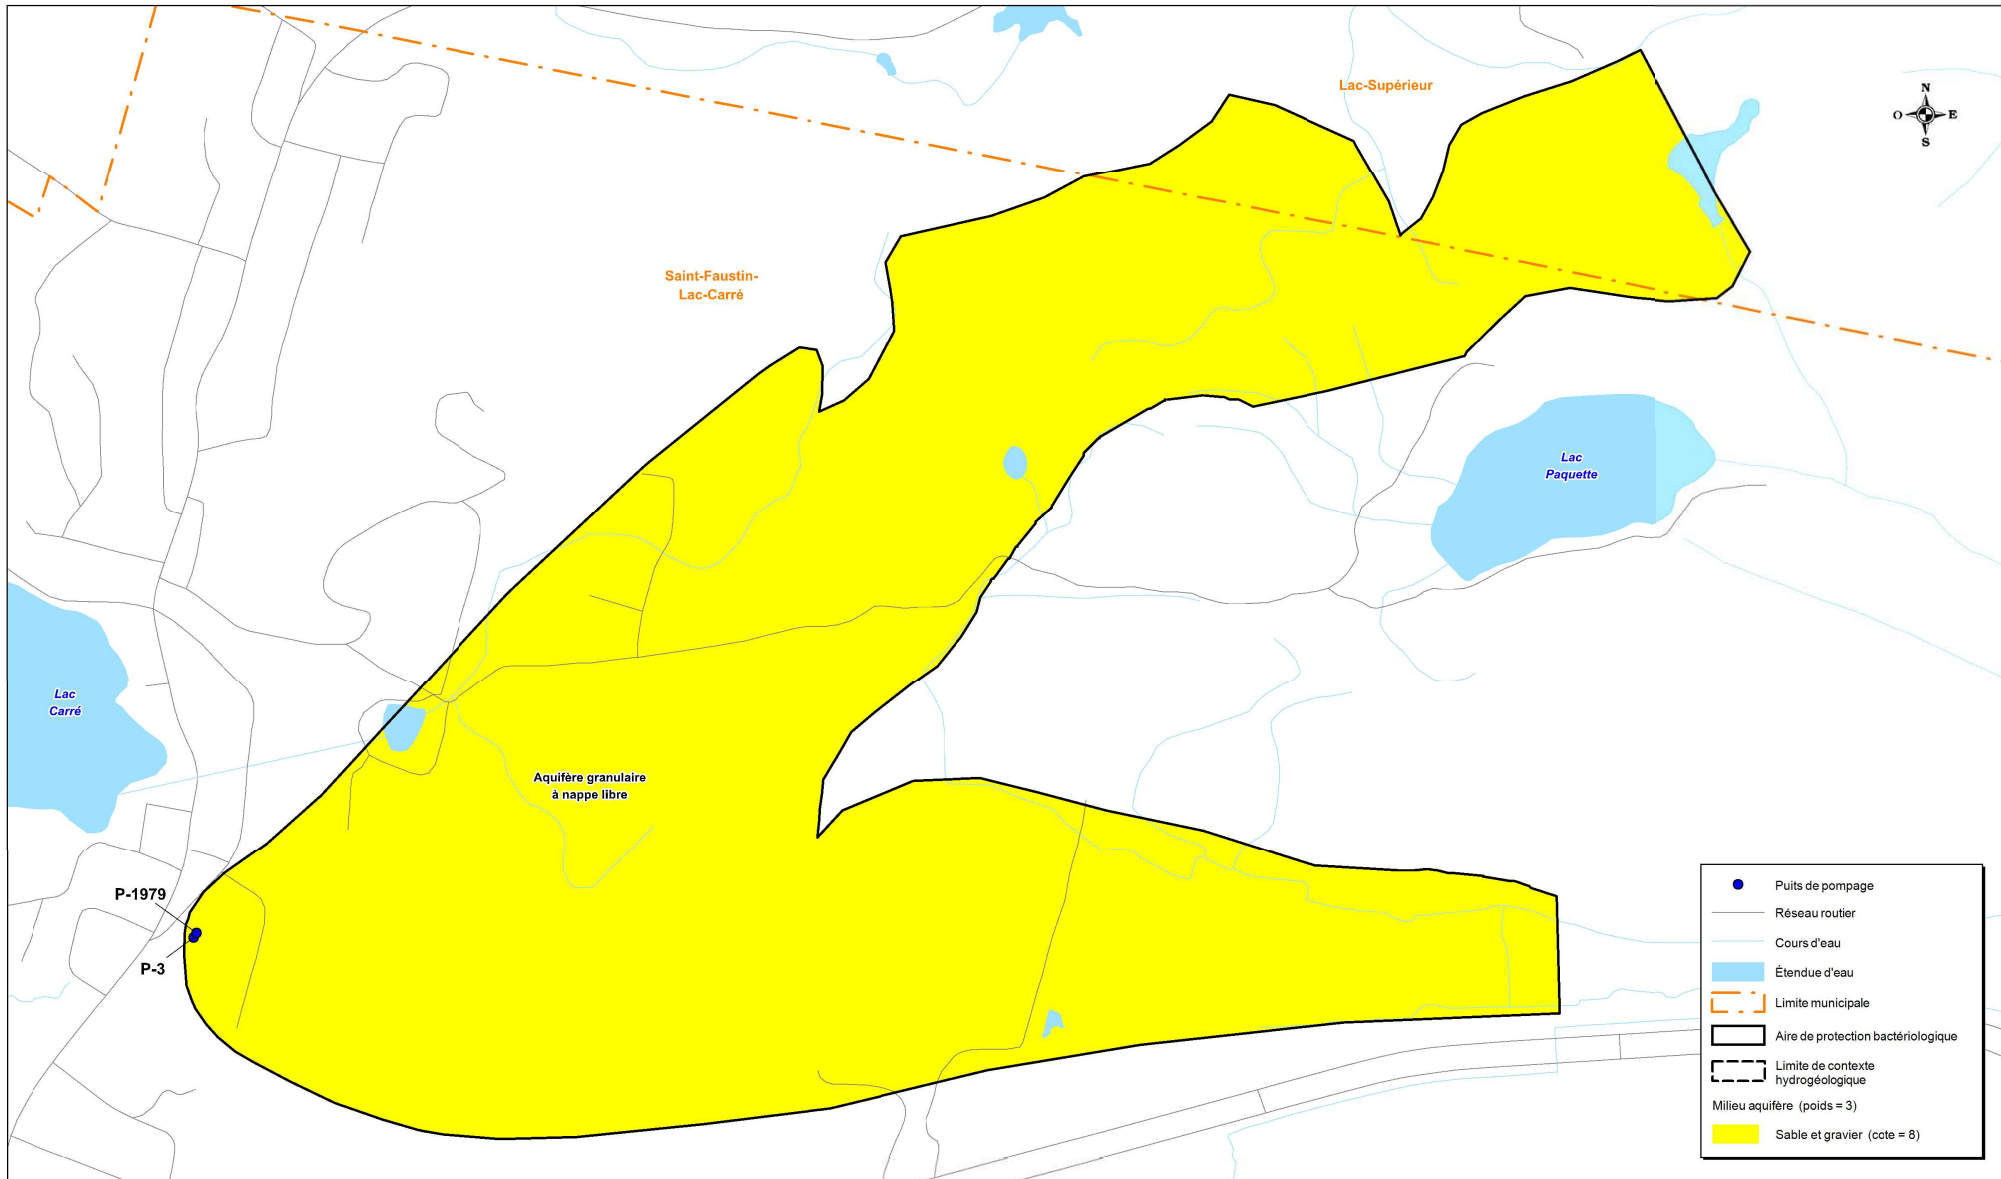 Lac-Supérieur
N
O
E
S
Saint-Faustin-
Lac-Carré
Lac
Paquette
Lac
Carré
Aquifère granulaire
à nappe libre
P-1979
P-3
Puits de pompage
Réseau routier
Cours d'eau
Étendue d'eau
Limite municipale
Aire de protection bactériologique
Limite de contexte
hydrogéologique
Milieu aquifère (poids = 3)
Sable et gravier (cote = 8)